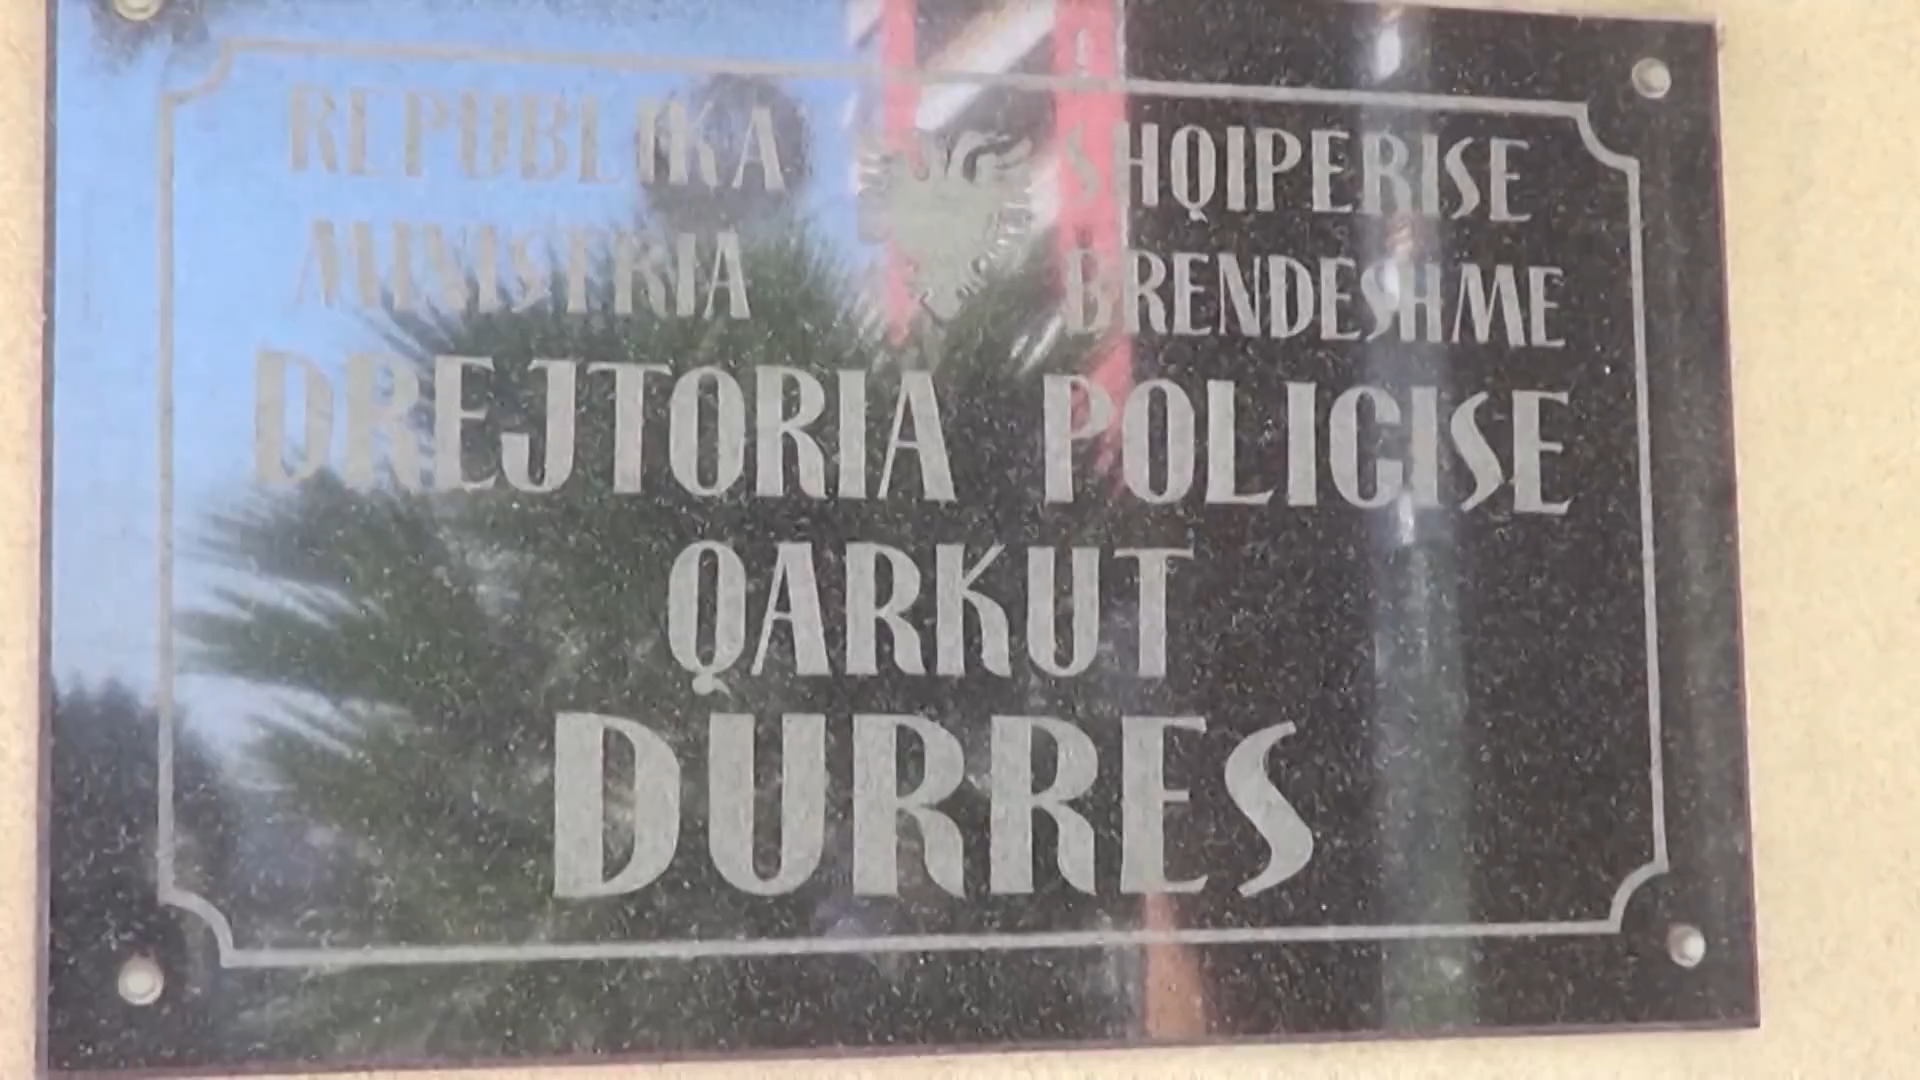 REPUBLIKA SHQIPERISE
MINISTRIA BRENDESHME
DREJTORIA POLICISE
QARKUT
DURRES